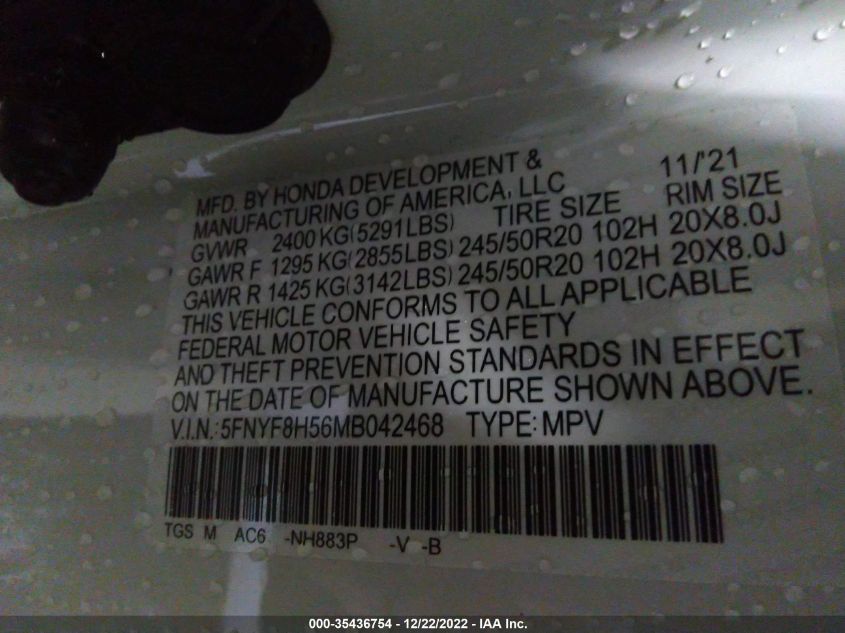 MFD. BY HONDA DEVELOPMENT & 11/'21
MANUFACTURING OF AMERICA, LLC
GVWR 2400 KG(5291LBS) TIRE SIZE RIM SIZE
GAWR F 1295 KG(2855LBS) 245/50R20 102H 20X8.0J
GAWR R 1425 KG(3142LBS) 245/50R20 102H 20X8.0J
THIS VEHICLE CONFORMS TO ALL APPLICABLE
FEDERAL MOTOR VEHICLE SAFETY
AND THEFT PREVENTION STANDARDS IN EFFECT
ON THE DATE OF MANUFACTURE SHOWN ABOVE.
V.I.N.: 5FNYF8H56MB042468 TYPE: MPV
TGS M AC6 -NH883P -V -B
000-35436754 - 12/22/2022 - IAA Inc.